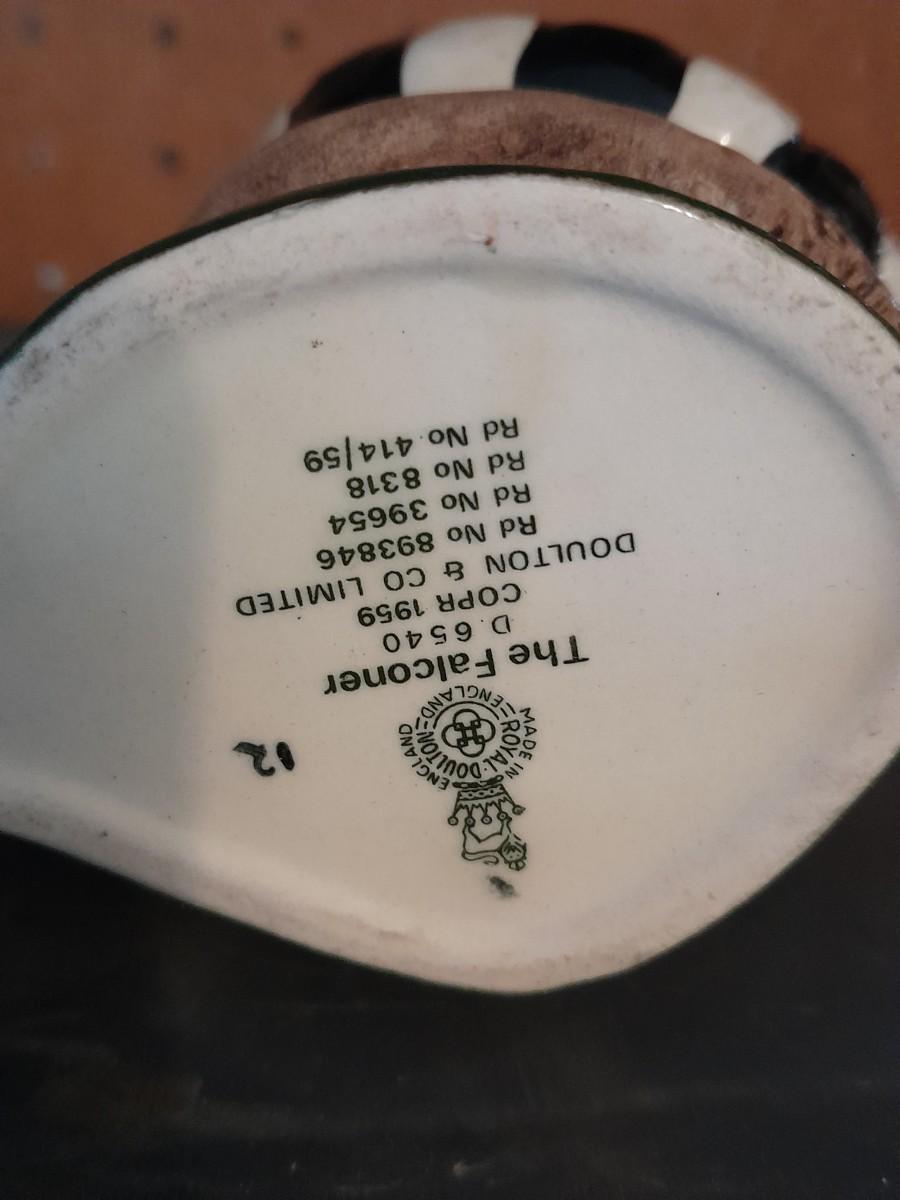 MADE IN ENGLAND
ROYAL·DOULTON
ENGLAND
12
The Falconer
D.6540
COPR 1959
DOULTON & CO LIMITED
Rd No 893846
Rd No 39654
Rd No 8318
Rd No.414/59